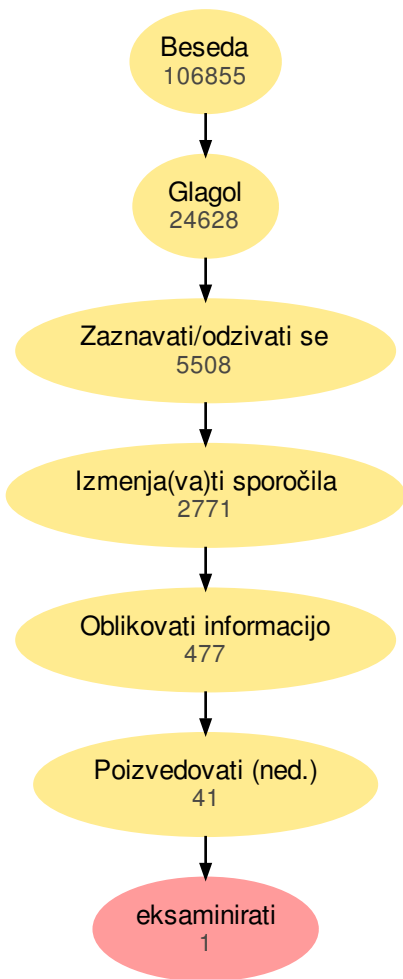 Beseda
106855
Glagol
24628
Zaznavati/odzivati se
5508
Izmenja(va)ti sporočila
2771
Oblikovati informacijo
477
Poizvedovati (ned.)
41
eksaminirati
1